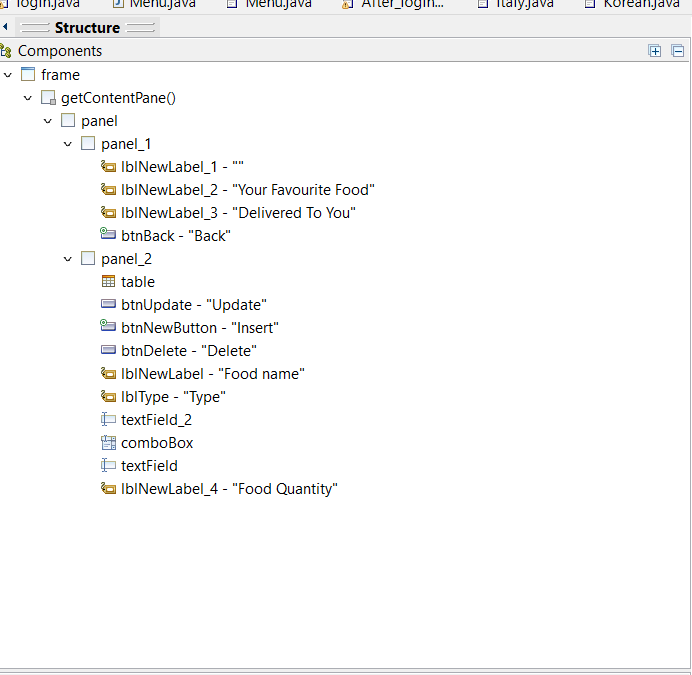 login.java Menu.java Menu.java After_login... Italy.java Korean.java
Structure
Components
frame
getContentPane()
panel
panel_1
lblNewLabel_1 - ""
lblNewLabel_2 - "Your Favourite Food"
lblNewLabel_3 - "Delivered To You"
btnBack - "Back"
panel_2
table
btnUpdate - "Update"
btnNewButton - "Insert"
btnDelete - "Delete"
lblNewLabel - "Food name"
lblType - "Type"
textField_2
comboBox
textField
lblNewLabel_4 - "Food Quantity"